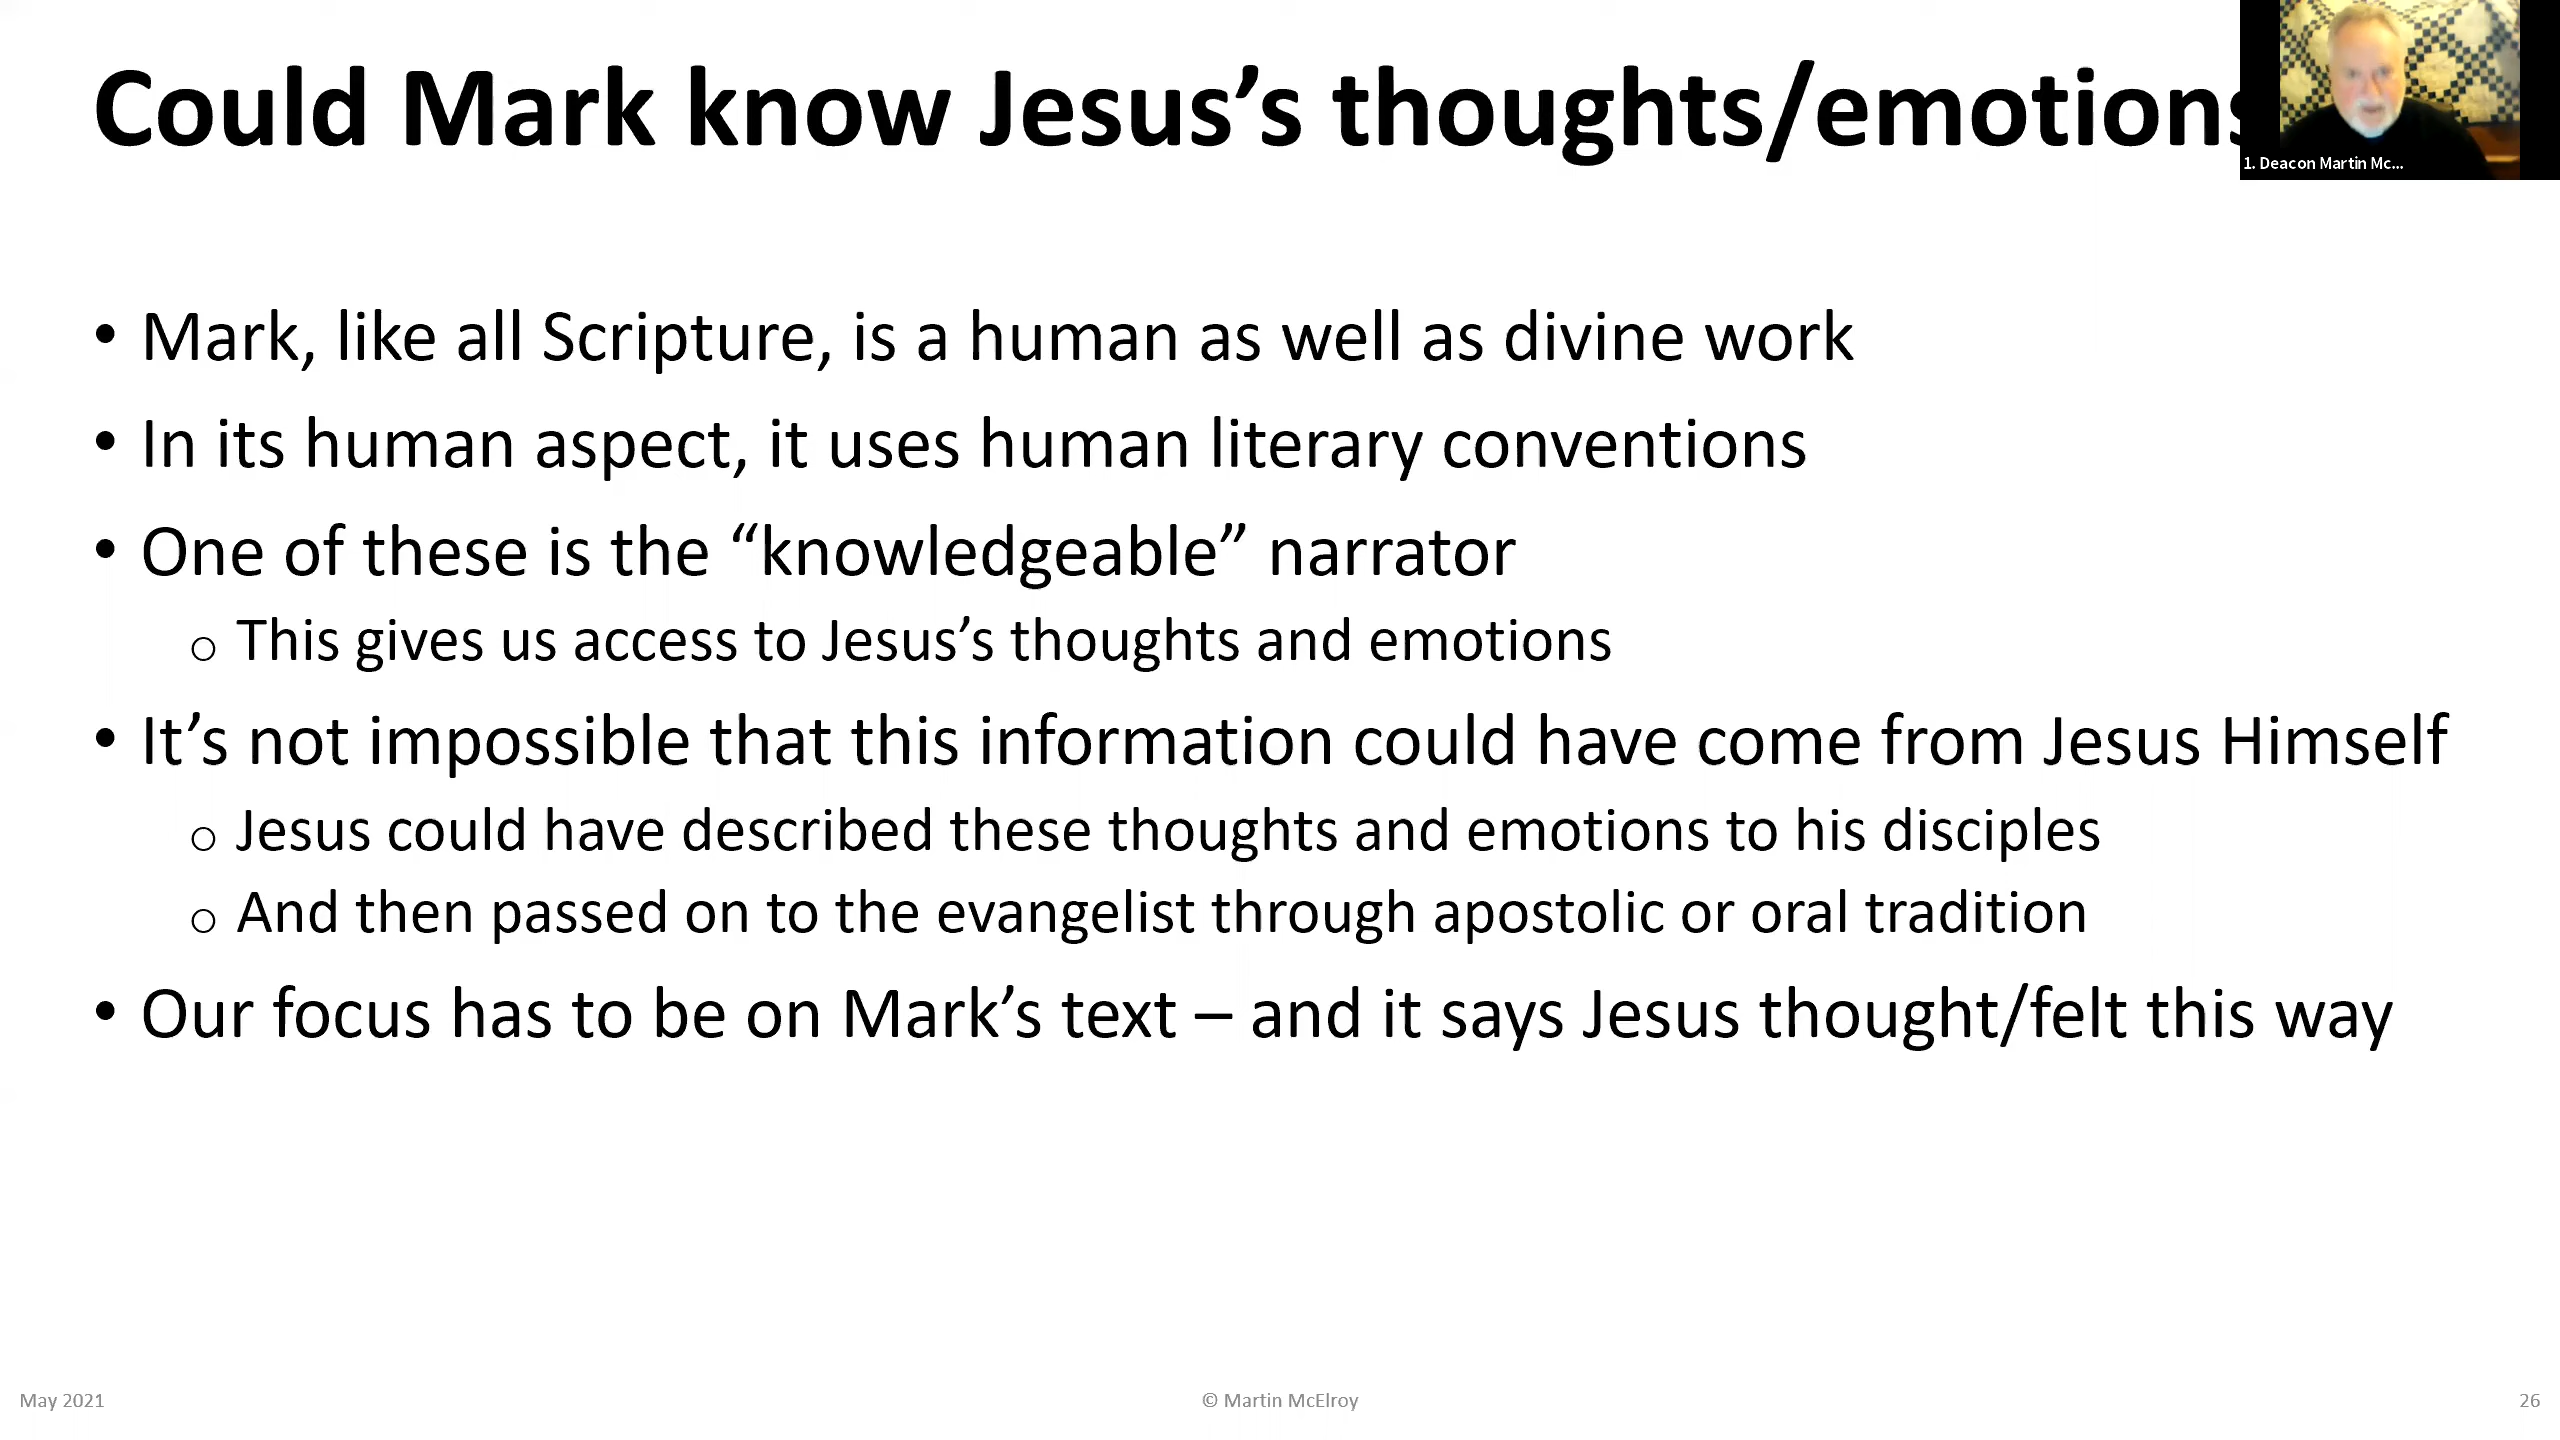 Could Mark know Jesus’s thoughts/emotions
1. Deacon Martin Mc...
• Mark, like all Scripture, is a human as well as divine work
• In its human aspect, it uses human literary conventions
• One of these is the “knowledgeable” narrator
o This gives us access to Jesus’s thoughts and emotions
• It’s not impossible that this information could have come from Jesus Himself
o Jesus could have described these thoughts and emotions to his disciples
o And then passed on to the evangelist through apostolic or oral tradition
• Our focus has to be on Mark’s text – and it says Jesus thought/felt this way
May 2021
© Martin McElroy
26